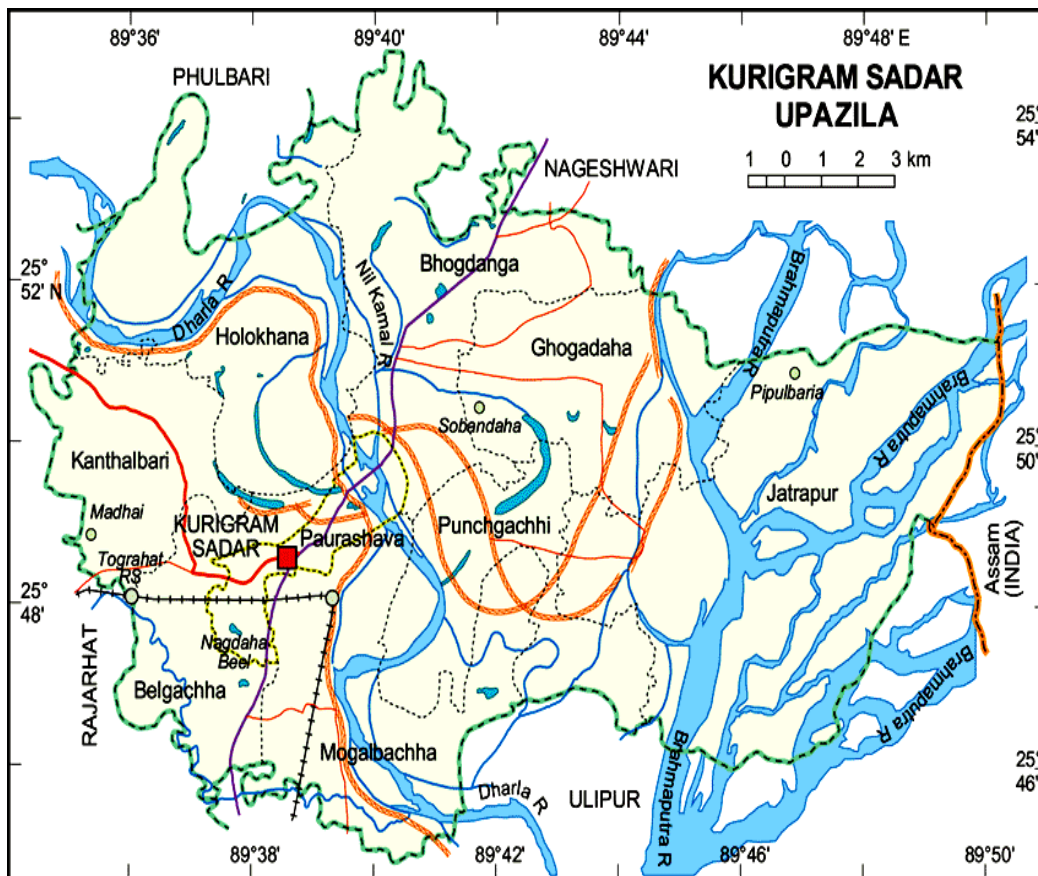 89°36'
89°40'
89°44'
89°48' E
PHULBARI
KURIGRAM SADAR
UPAZILA
25°
54'
1 0 1 2 3 km
NAGESHWARI
25°
52' N
Bhogdanga
Brahmaputra R
Nil Kamal R
Dharla R
Holokhana
Ghogadaha
Pipulbaria
Brahmaputra R
Sobandaha
25°
50'
Kanthalbari
Jatrapur
Madhai
KURIGRAM
SADAR
Paurashava
Punchgachhi
Tograhat
RS
Assam
(INDIA)
25°
48'
RAJARHAT
Nagdaha
Beel
Belgachha
Brahmaputra R
Mogalbachha
Brahmaputra R
Dharla R
ULIPUR
25°
46'
89°38'
89°42'
89°46'
89°50'